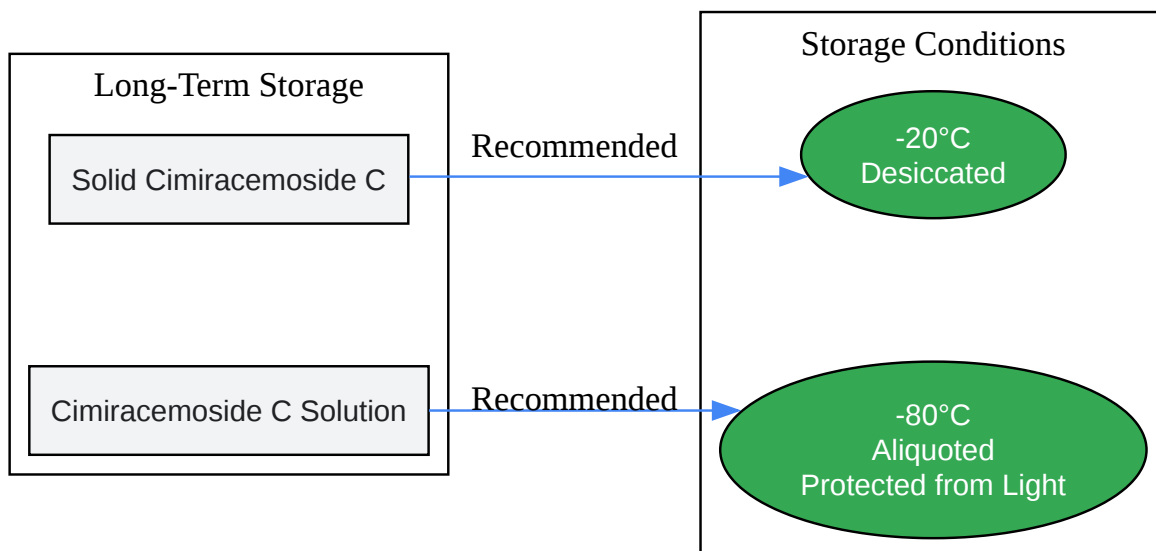 Long-Term Storage
Solid Cimiracemoside C
Cimiracemoside C Solution
Recommended
Recommended
Storage Conditions
-20°C
Desiccated
-80°C
Aliquoted
Protected from Light